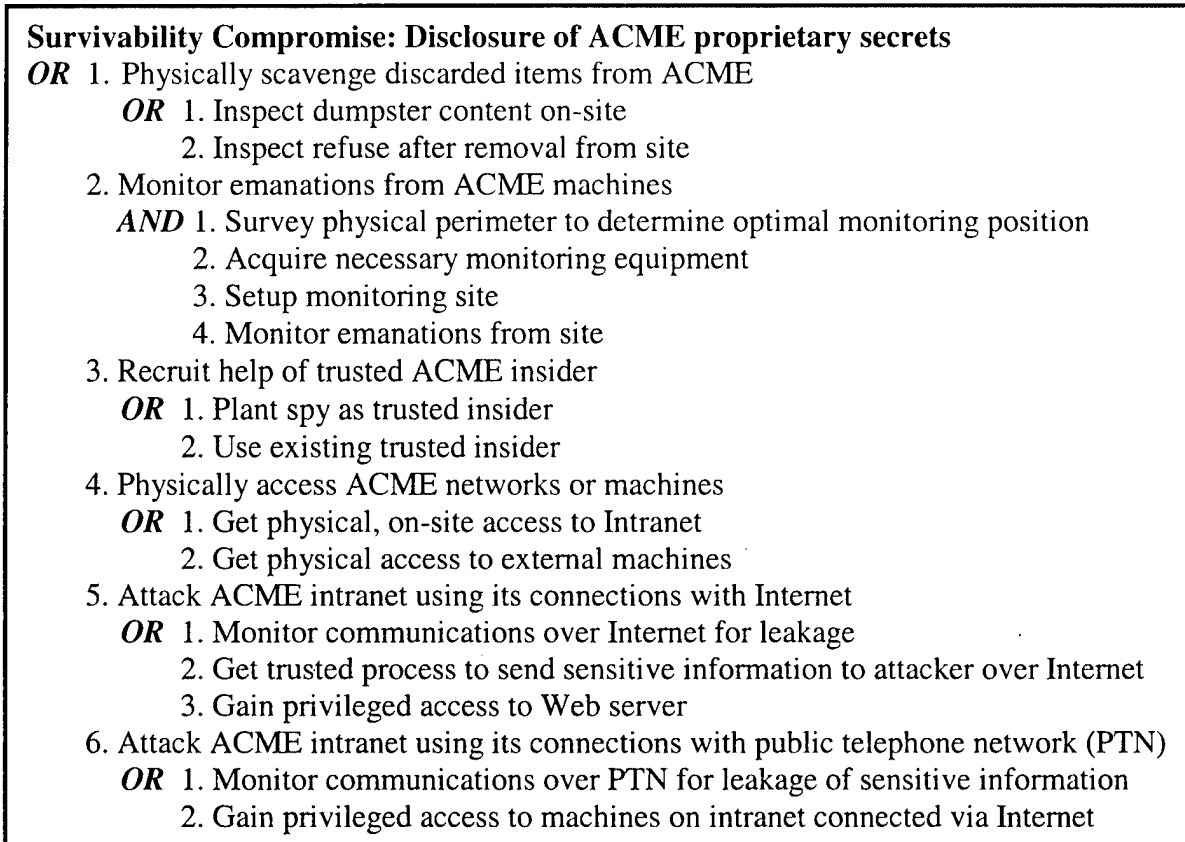 Survivability Compromise: Disclosure of ACME proprietary secrets
OR 1. Physically scavenge discarded items from ACME
OR 1. Inspect dumpster content on-site
2. Inspect refuse after removal from site
2. Monitor emanations from ACME machines
AND 1. Survey physical perimeter to determine optimal monitoring position
2. Acquire necessary monitoring equipment
3. Setup monitoring site
4. Monitor emanations from site
3. Recruit help of trusted ACME insider
OR 1. Plant spy as trusted insider
2. Use existing trusted insider
4. Physically access ACME networks or machines
OR 1. Get physical, on-site access to Intranet
2. Get physical access to external machines
5. Attack ACME intranet using its connections with Internet
OR 1. Monitor communications over Internet for leakage
2. Get trusted process to send sensitive information to attacker over Internet
3. Gain privileged access to Web server
6. Attack ACME intranet using its connections with public telephone network (PTN)
OR 1. Monitor communications over PTN for leakage of sensitive information
2. Gain privileged access to machines on intranet connected via Internet